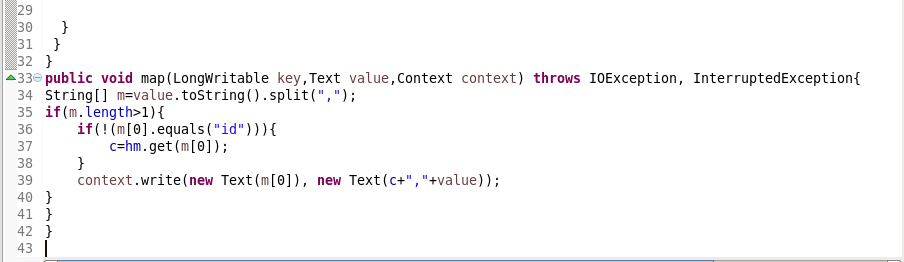 29
30 }
31 }
32 }
33 public void map(LongWritable key,Text value,Context context) throws IOException, InterruptedException{
34 String[] m=value.toString().split(",");
35 if(m.length>1){
36 if(!(m[0].equals("id"))){
37 c=hm.get(m[0]);
38 }
39 context.write(new Text(m[0]), new Text(c+","+value));
40 }
41 }
42 }
43